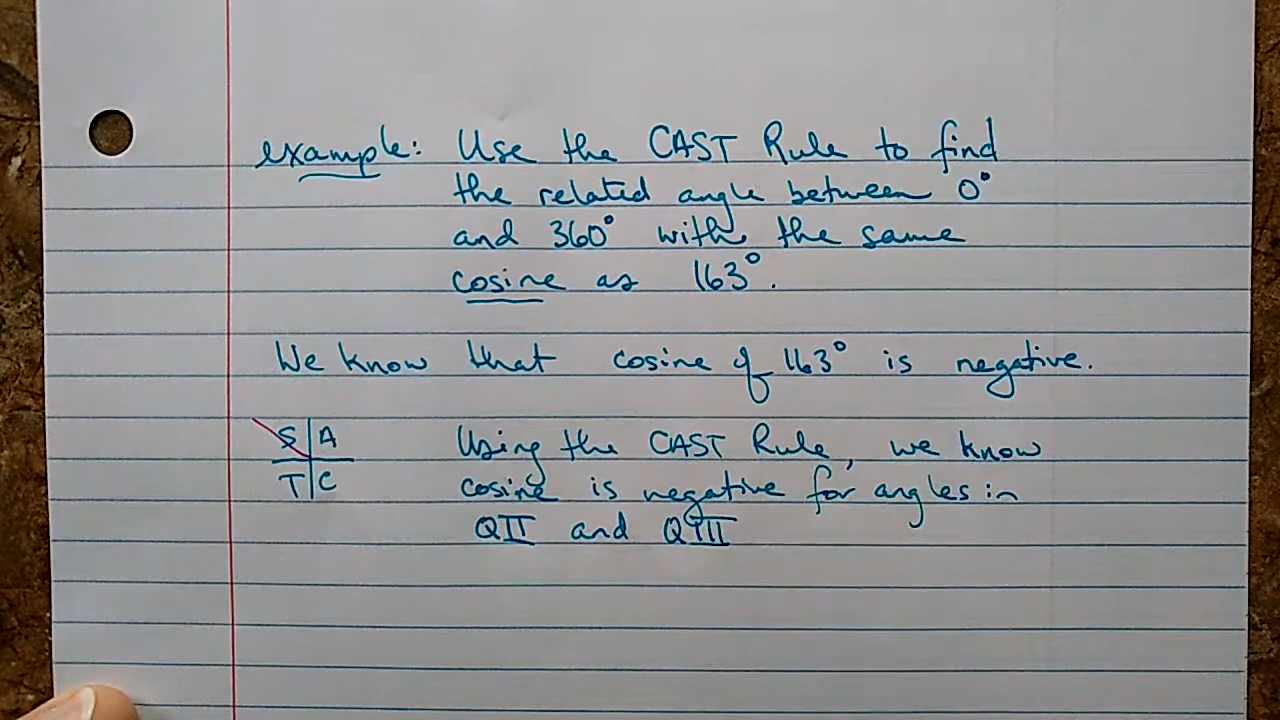 example: Use the CAST Rule to find
the related angle between 0°
and 360° with the same
cosine as 163°.
We know that cosine of 163° is negative.
S A
T C
Using the CAST Rule, we know
cosine is negative for angles in
QII and QIII